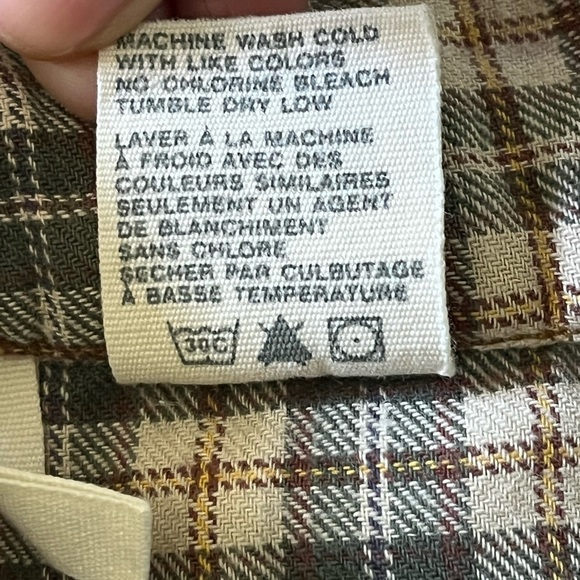 MACHINE WASH COLD
WITH LIKE COLORS
NO CHLORINE BLEACH
TUMBLE DRY LOW
LAVER À LA MACHINE
À FROID AVEC DES
COULEURS SIMILAIRES
SEULEMENT UN AGENT
DE BLANCHIMENT
SANS CHLORE
SECHER PAR CULBUTAGE
À BASSE TEMPERATURE
30C